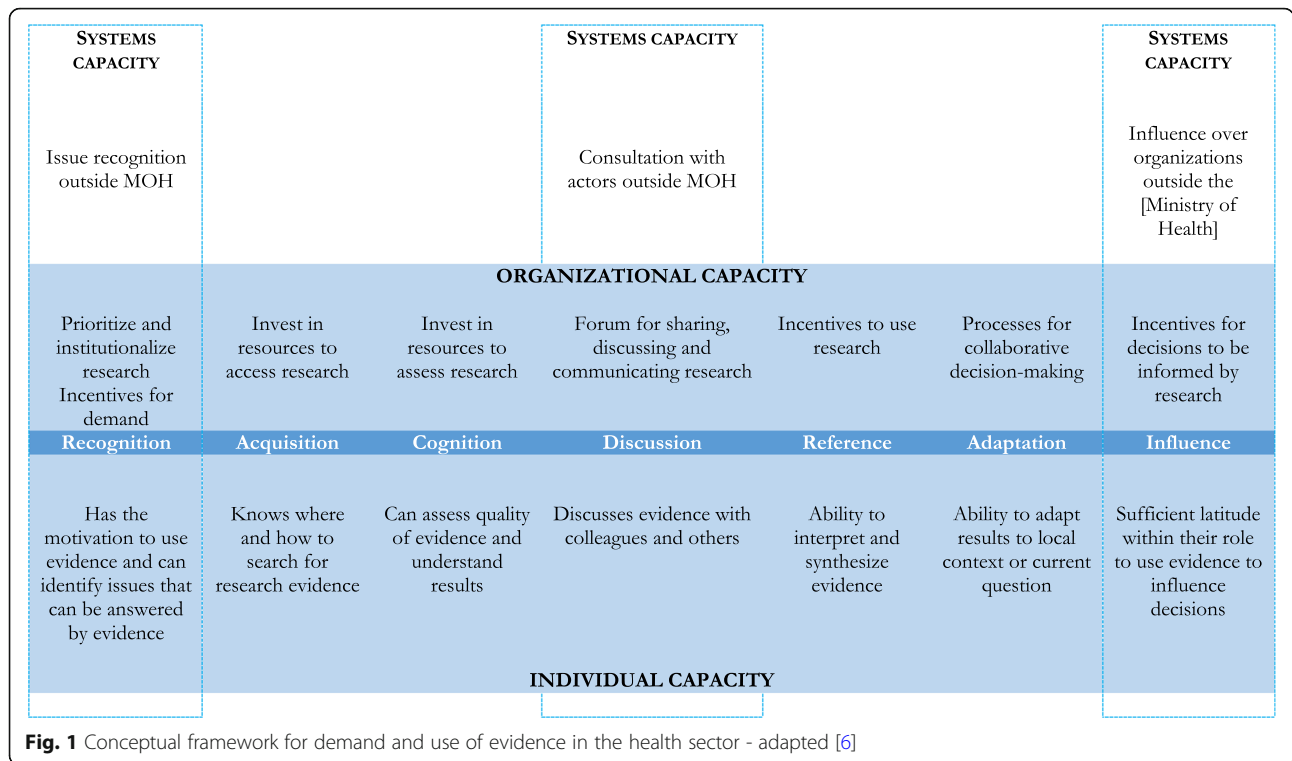 SYSTEMS
CAPACITY
Issue recognition
outside MOH
SYSTEMS CAPACITY
Consultation with
actors outside MOH
SYSTEMS
CAPACITY
Influence over
organizations
outside the
[Ministry of
Health]
ORGANIZATIONAL CAPACITY
Prioritize and
institutionalize
research
Incentives for
demand
Invest in
resources to
access research
Invest in
resources to
assess research
Forum for sharing,
discussing and
communicating research
Incentives to use
research
Processes for
collaborative
decision-making
Incentives for
decisions to be
informed by
research
Recognition
Acquisition
Cognition
Discussion
Reference
Adaptation
Influence
Has the
motivation to use
evidence and can
identify issues that
can be answered
by evidence
Knows where
and how to
search for
research evidence
Can assess quality
of evidence and
understand
results
Discusses evidence with
colleagues and others
Ability to
interpret and
synthesize
evidence
Ability to adapt
results to local
context or current
question
Sufficient latitude
within their role
to use evidence to
influence
decisions
INDIVIDUAL CAPACITY
Fig. 1 Conceptual framework for demand and use of evidence in the health sector - adapted [6]